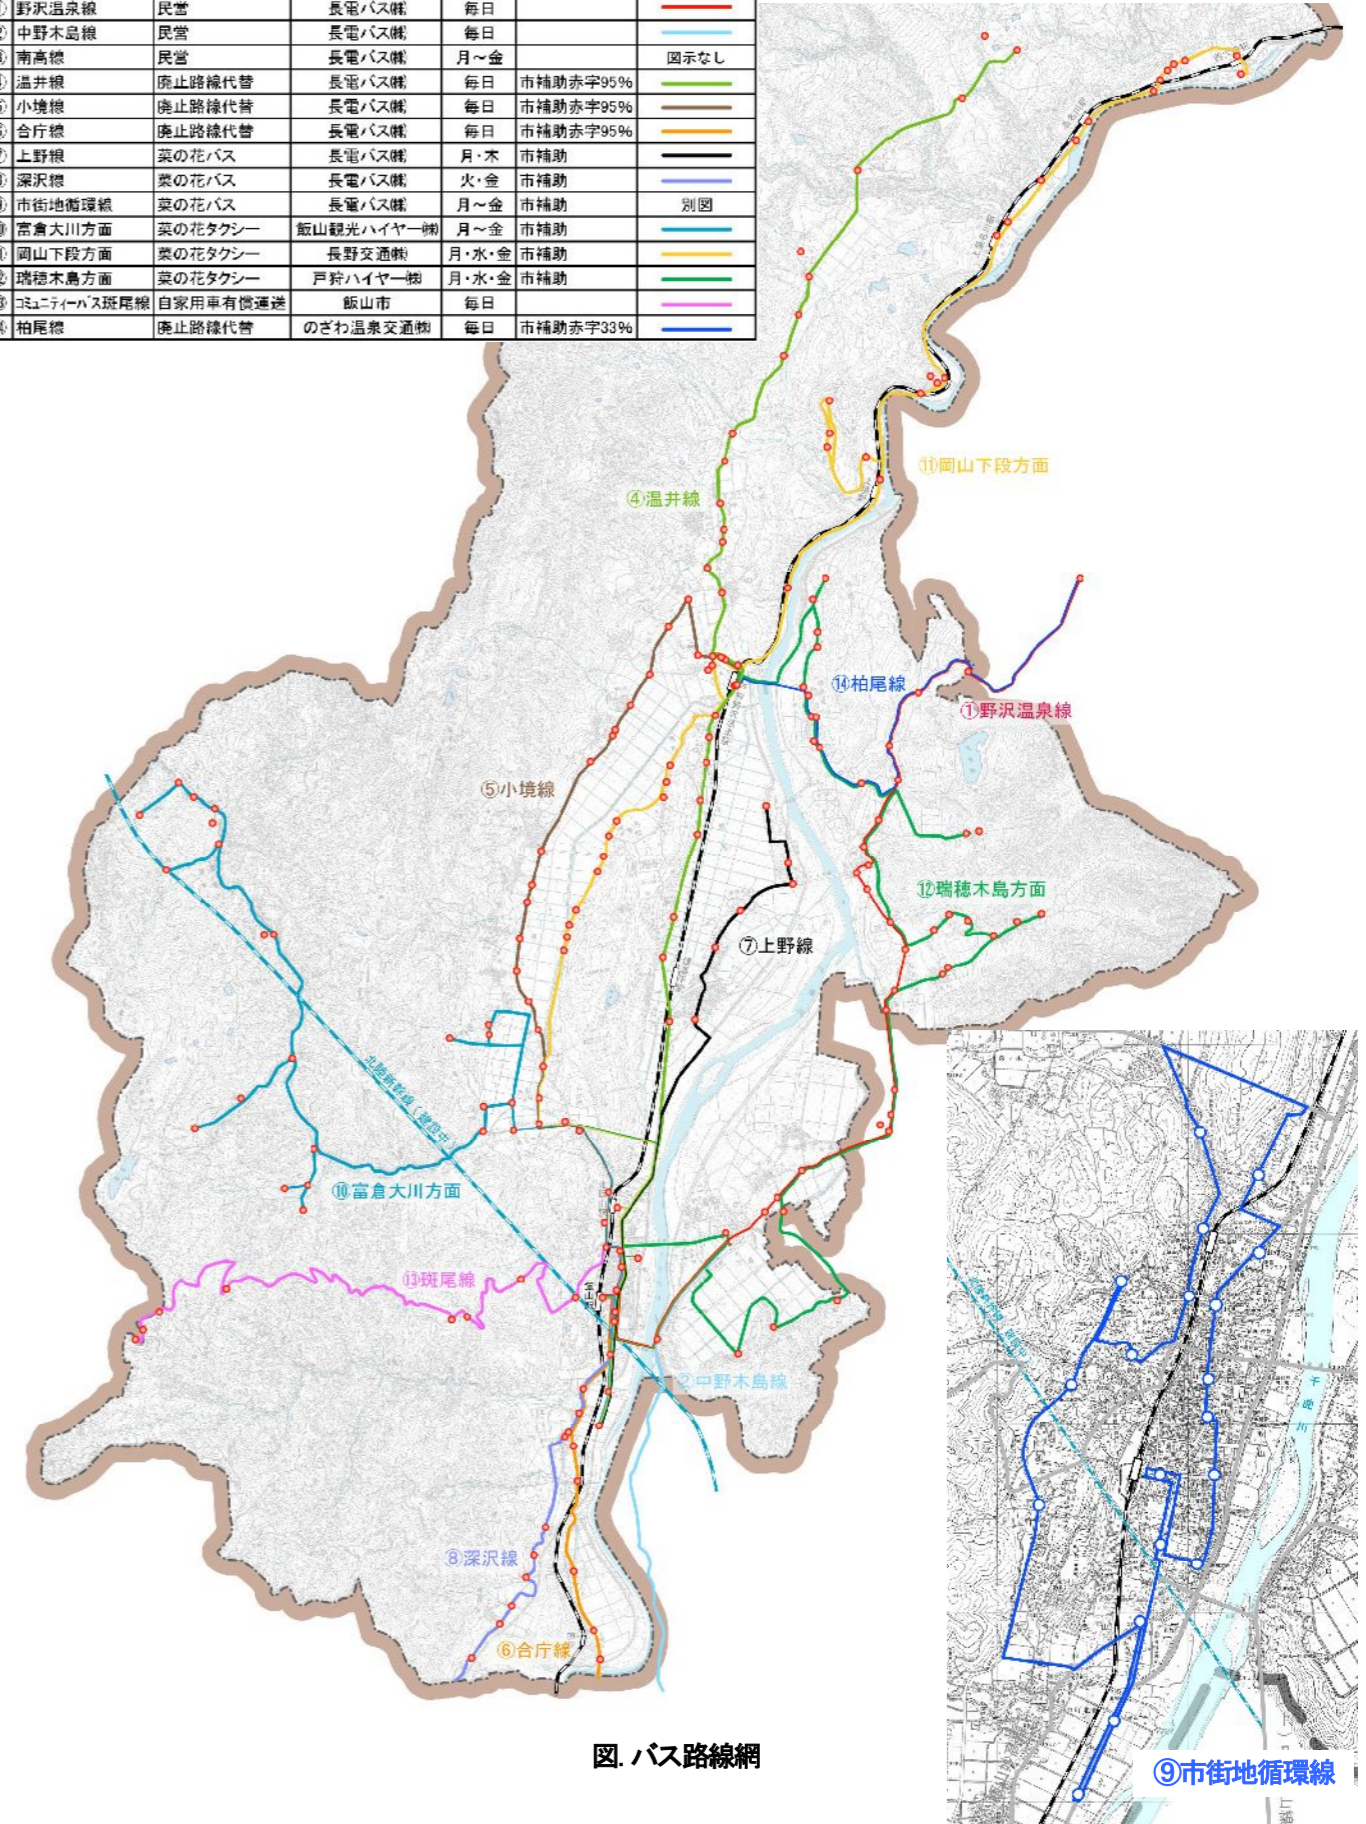 ① 野沢温泉線 民営 長電バス㈱ 毎日
② 中野木島線 民営 長電バス㈱ 毎日
③ 南高線 民営 長電バス㈱ 月～金 図示なし
④ 温井線 廃止路線代替 長電バス㈱ 毎日 市補助赤字95%
⑤ 小境線 廃止路線代替 長電バス㈱ 毎日 市補助赤字95%
⑥ 合庁線 廃止路線代替 長電バス㈱ 毎日 市補助赤字95%
⑦ 上野線 菜の花バス 長電バス㈱ 月・木 市補助
⑧ 深沢線 菜の花バス 長電バス㈱ 火・金 市補助
⑨ 市街地循環線 菜の花バス 長電バス㈱ 月～金 市補助 別図
⑩ 富倉大川方面 菜の花タクシー 飯山観光ハイヤー㈱ 月～金 市補助
⑪ 岡山下段方面 菜の花タクシー 長野交通㈱ 月・水・金 市補助
⑫ 瑞穂木島方面 菜の花タクシー 戸狩ハイヤー㈱ 月・水・金 市補助
⑬ コミュニティーバス斑尾線 自家用車有償運送 飯山市 毎日
⑭ 柏尾線 廃止路線代替 のざわ温泉交通㈱ 毎日 市補助赤字33%
⑪岡山下段方面
④温井線
⑭柏尾線
①野沢温泉線
⑤小境線
⑫瑞穂木島方面
⑦上野線
北陸新幹線（建設中）
⑩富倉大川方面
⑬斑尾線
②中野木島線
⑧深沢線
⑥合庁線
千曲川
図. バス路線網
⑨市街地循環線